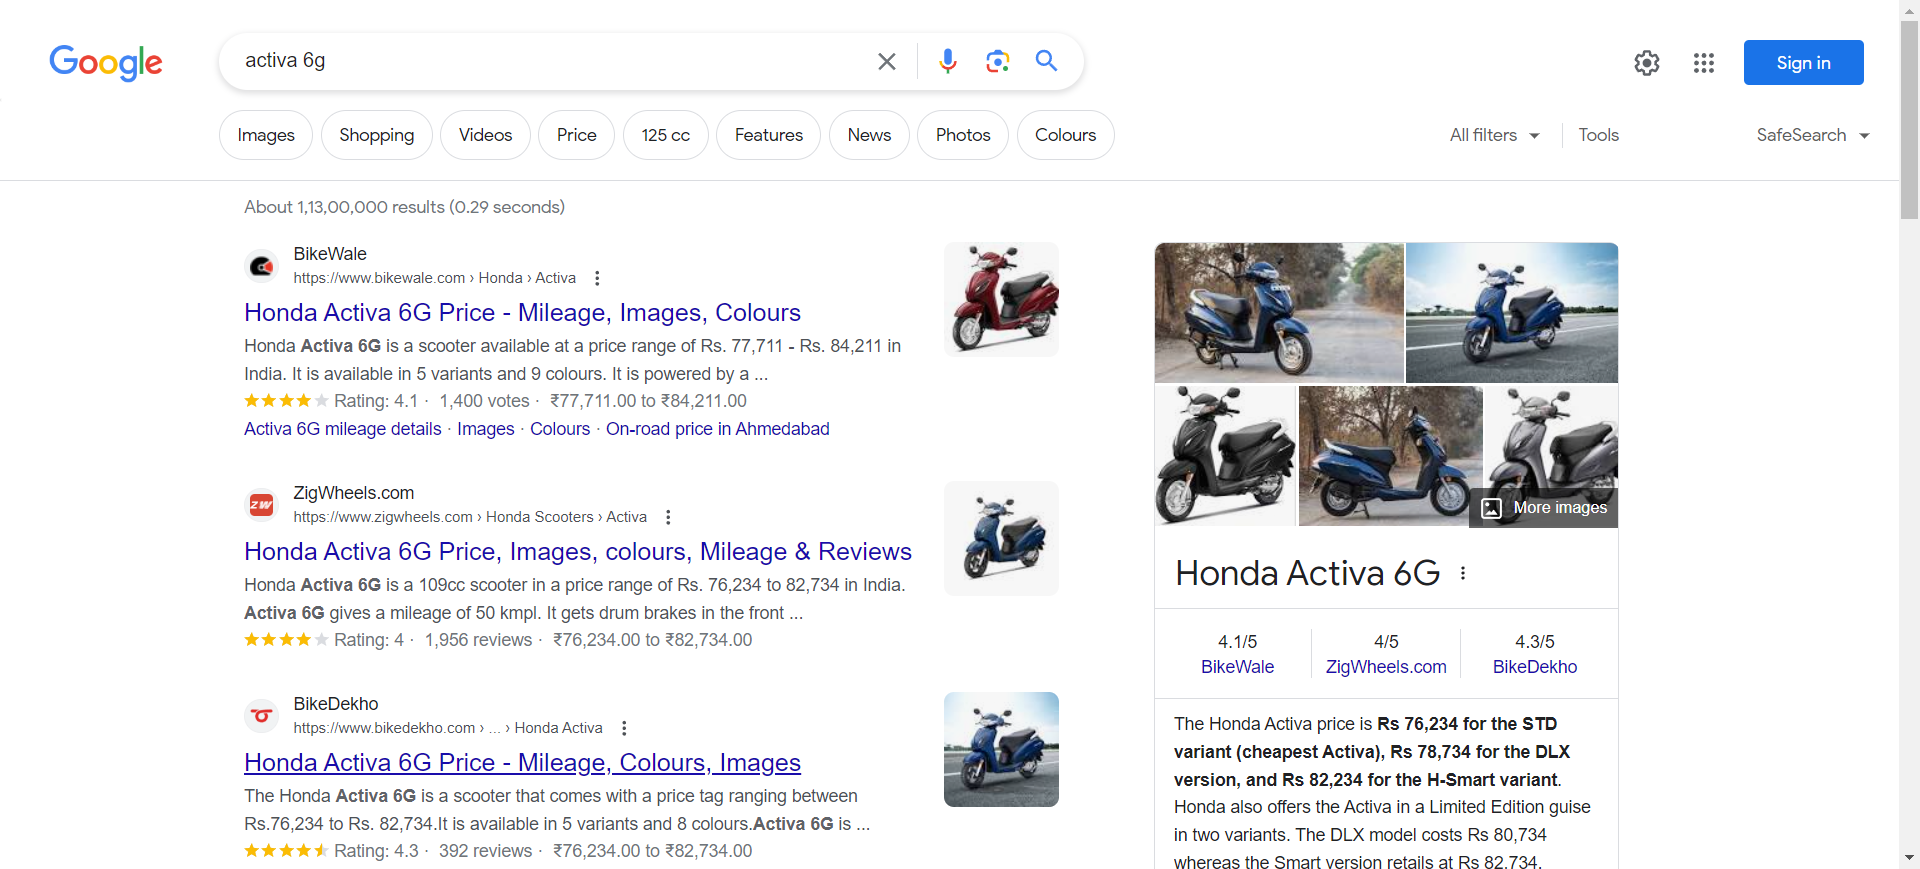 Google
activa 6g
Sign in
Images
Shopping
Videos
Price
125 cc
Features
News
Photos
Colours
All filters
Tools
SafeSearch
About 1,13,00,000 results (0.29 seconds)
BikeWale
https://www.bikewale.com › Honda › Activa
Honda Activa 6G Price - Mileage, Images, Colours
Honda Activa 6G is a scooter available at a price range of Rs. 77,711 - Rs. 84,211 in
India. It is available in 5 variants and 9 colours. It is powered by a ...
Rating: 4.1 · 1,400 votes · ₹77,711.00 to ₹84,211.00
Activa 6G mileage details · Images · Colours · On-road price in Ahmedabad
ZW
ZigWheels.com
https://www.zigwheels.com › Honda Scooters › Activa
Honda Activa 6G Price, Images, colours, Mileage & Reviews
Honda Activa 6G is a 109cc scooter in a price range of Rs. 76,234 to 82,734 in India.
Activa 6G gives a mileage of 50 kmpl. It gets drum brakes in the front ...
Rating: 4 · 1,956 reviews · ₹76,234.00 to ₹82,734.00
BikeDekho
https://www.bikedekho.com › ... › Honda Activa
Honda Activa 6G Price - Mileage, Colours, Images
The Honda Activa 6G is a scooter that comes with a price tag ranging between
Rs.76,234 to Rs. 82,734.It is available in 5 variants and 8 colours.Activa 6G is ...
Rating: 4.3 · 392 reviews · ₹76,234.00 to ₹82,734.00
More images
Honda Activa 6G
4.1/5
BikeWale
4/5
ZigWheels.com
4.3/5
BikeDekho
The Honda Activa price is Rs 76,234 for the STD
variant (cheapest Activa), Rs 78,734 for the DLX
version, and Rs 82,234 for the H-Smart variant.
Honda also offers the Activa in a Limited Edition guise
in two variants. The DLX model costs Rs 80,734
whereas the Smart version retails at Rs 82,734.